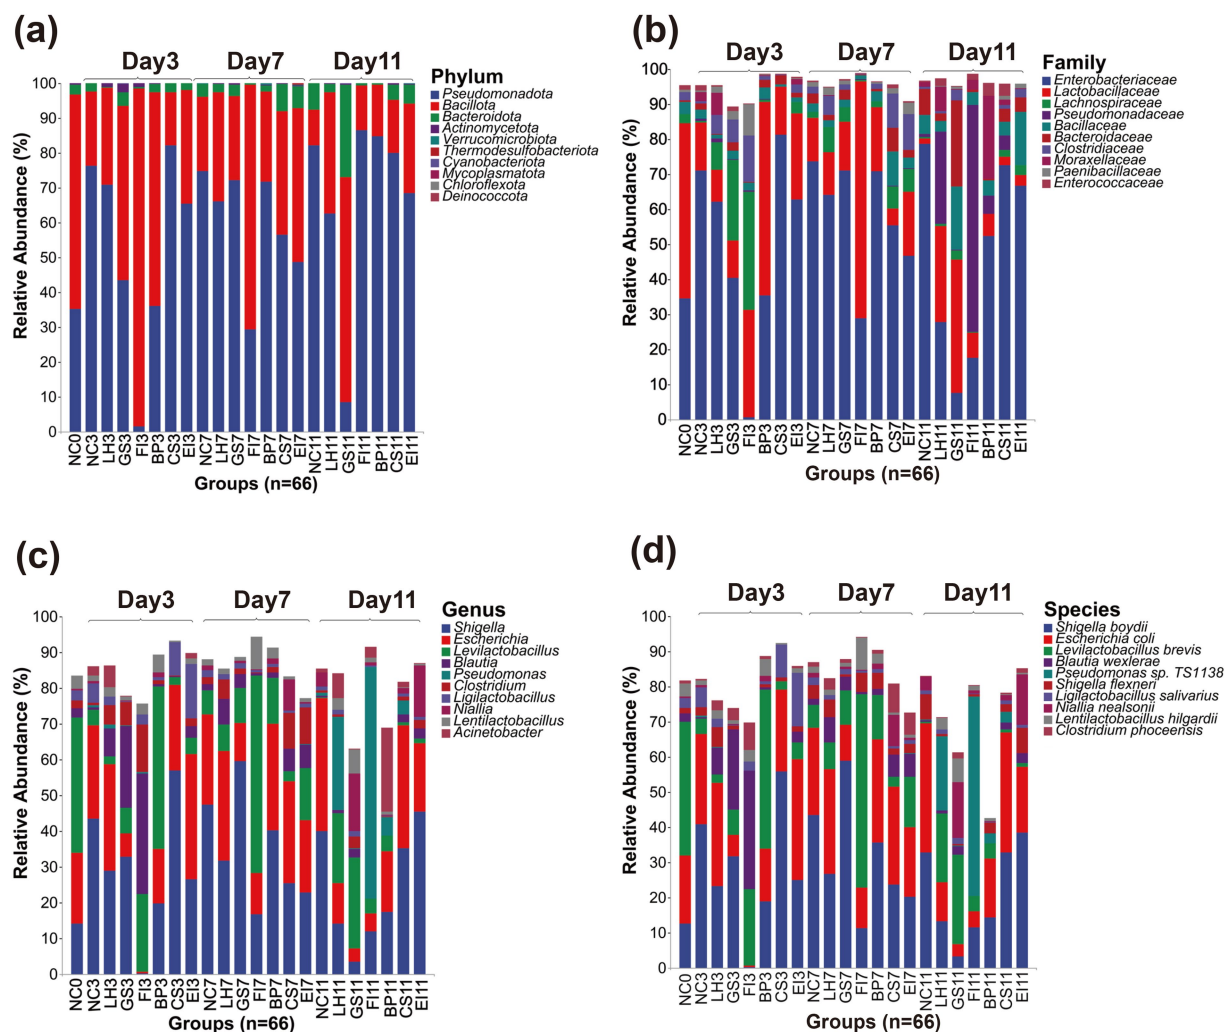 (a)
Day3 Day7 Day11
Relative Abundance (%)
100
90
80
70
60
50
40
30
20
10
0
NC0 NC3 LH3 GS3 FI3 BP3 CS3 EI3 NC7 LH7 GS7 FI7 BP7 CS7 EI7 NC11 LH11 GS11 FI11 BP11 CS11 EI11
Groups (n=66)
Phylum
Pseudomonadota
Bacillota
Bacteroidota
Actinomycetota
Verrucomicrobiota
Thermodesulfobacteriota
Cyanobacteriota
Mycoplasmatota
Chloroflexota
Deinococcota
(b)
Day3 Day7 Day11
Relative Abundance (%)
100
90
80
70
60
50
40
30
20
10
0
NC0 NC3 LH3 GS3 FI3 BP3 CS3 EI3 NC7 LH7 GS7 FI7 BP7 CS7 EI7 NC11 LH11 GS11 FI11 BP11 CS11 EI11
Groups (n=66)
Family
Enterobacteriaceae
Lactobacillaceae
Lachnospiraceae
Pseudomonadaceae
Bacillaceae
Bacteroidaceae
Clostridiaceae
Moraxellaceae
Paenibacillaceae
Enterococcaceae
(c)
Day3 Day7 Day11
Relative Abundance (%)
100
90
80
70
60
50
40
30
20
10
0
NC0 NC3 LH3 GS3 FI3 BP3 CS3 EI3 NC7 LH7 GS7 FI7 BP7 CS7 EI7 NC11 LH11 GS11 FI11 BP11 CS11 EI11
Groups (n=66)
Genus
Shigella
Escherichia
Levilactobacillus
Blautia
Pseudomonas
Clostridium
Ligilactobacillus
Niallia
Lentilactobacillus
Acinetobacter
(d)
Day3 Day7 Day11
Relative Abundance (%)
100
90
80
70
60
50
40
30
20
10
0
NC0 NC3 LH3 GS3 FI3 BP3 CS3 EI3 NC7 LH7 GS7 FI7 BP7 CS7 EI7 NC11 LH11 GS11 FI11 BP11 CS11 EI11
Groups (n=66)
Species
Shigella boydii
Escherichia coli
Levilactobacillus brevis
Blautia wexlerae
Pseudomonas sp. TS1138
Shigella flexneri
Ligilactobacillus salivarius
Niallia nealsonii
Lentilactobacillus hilgardii
Clostridium phoceensis